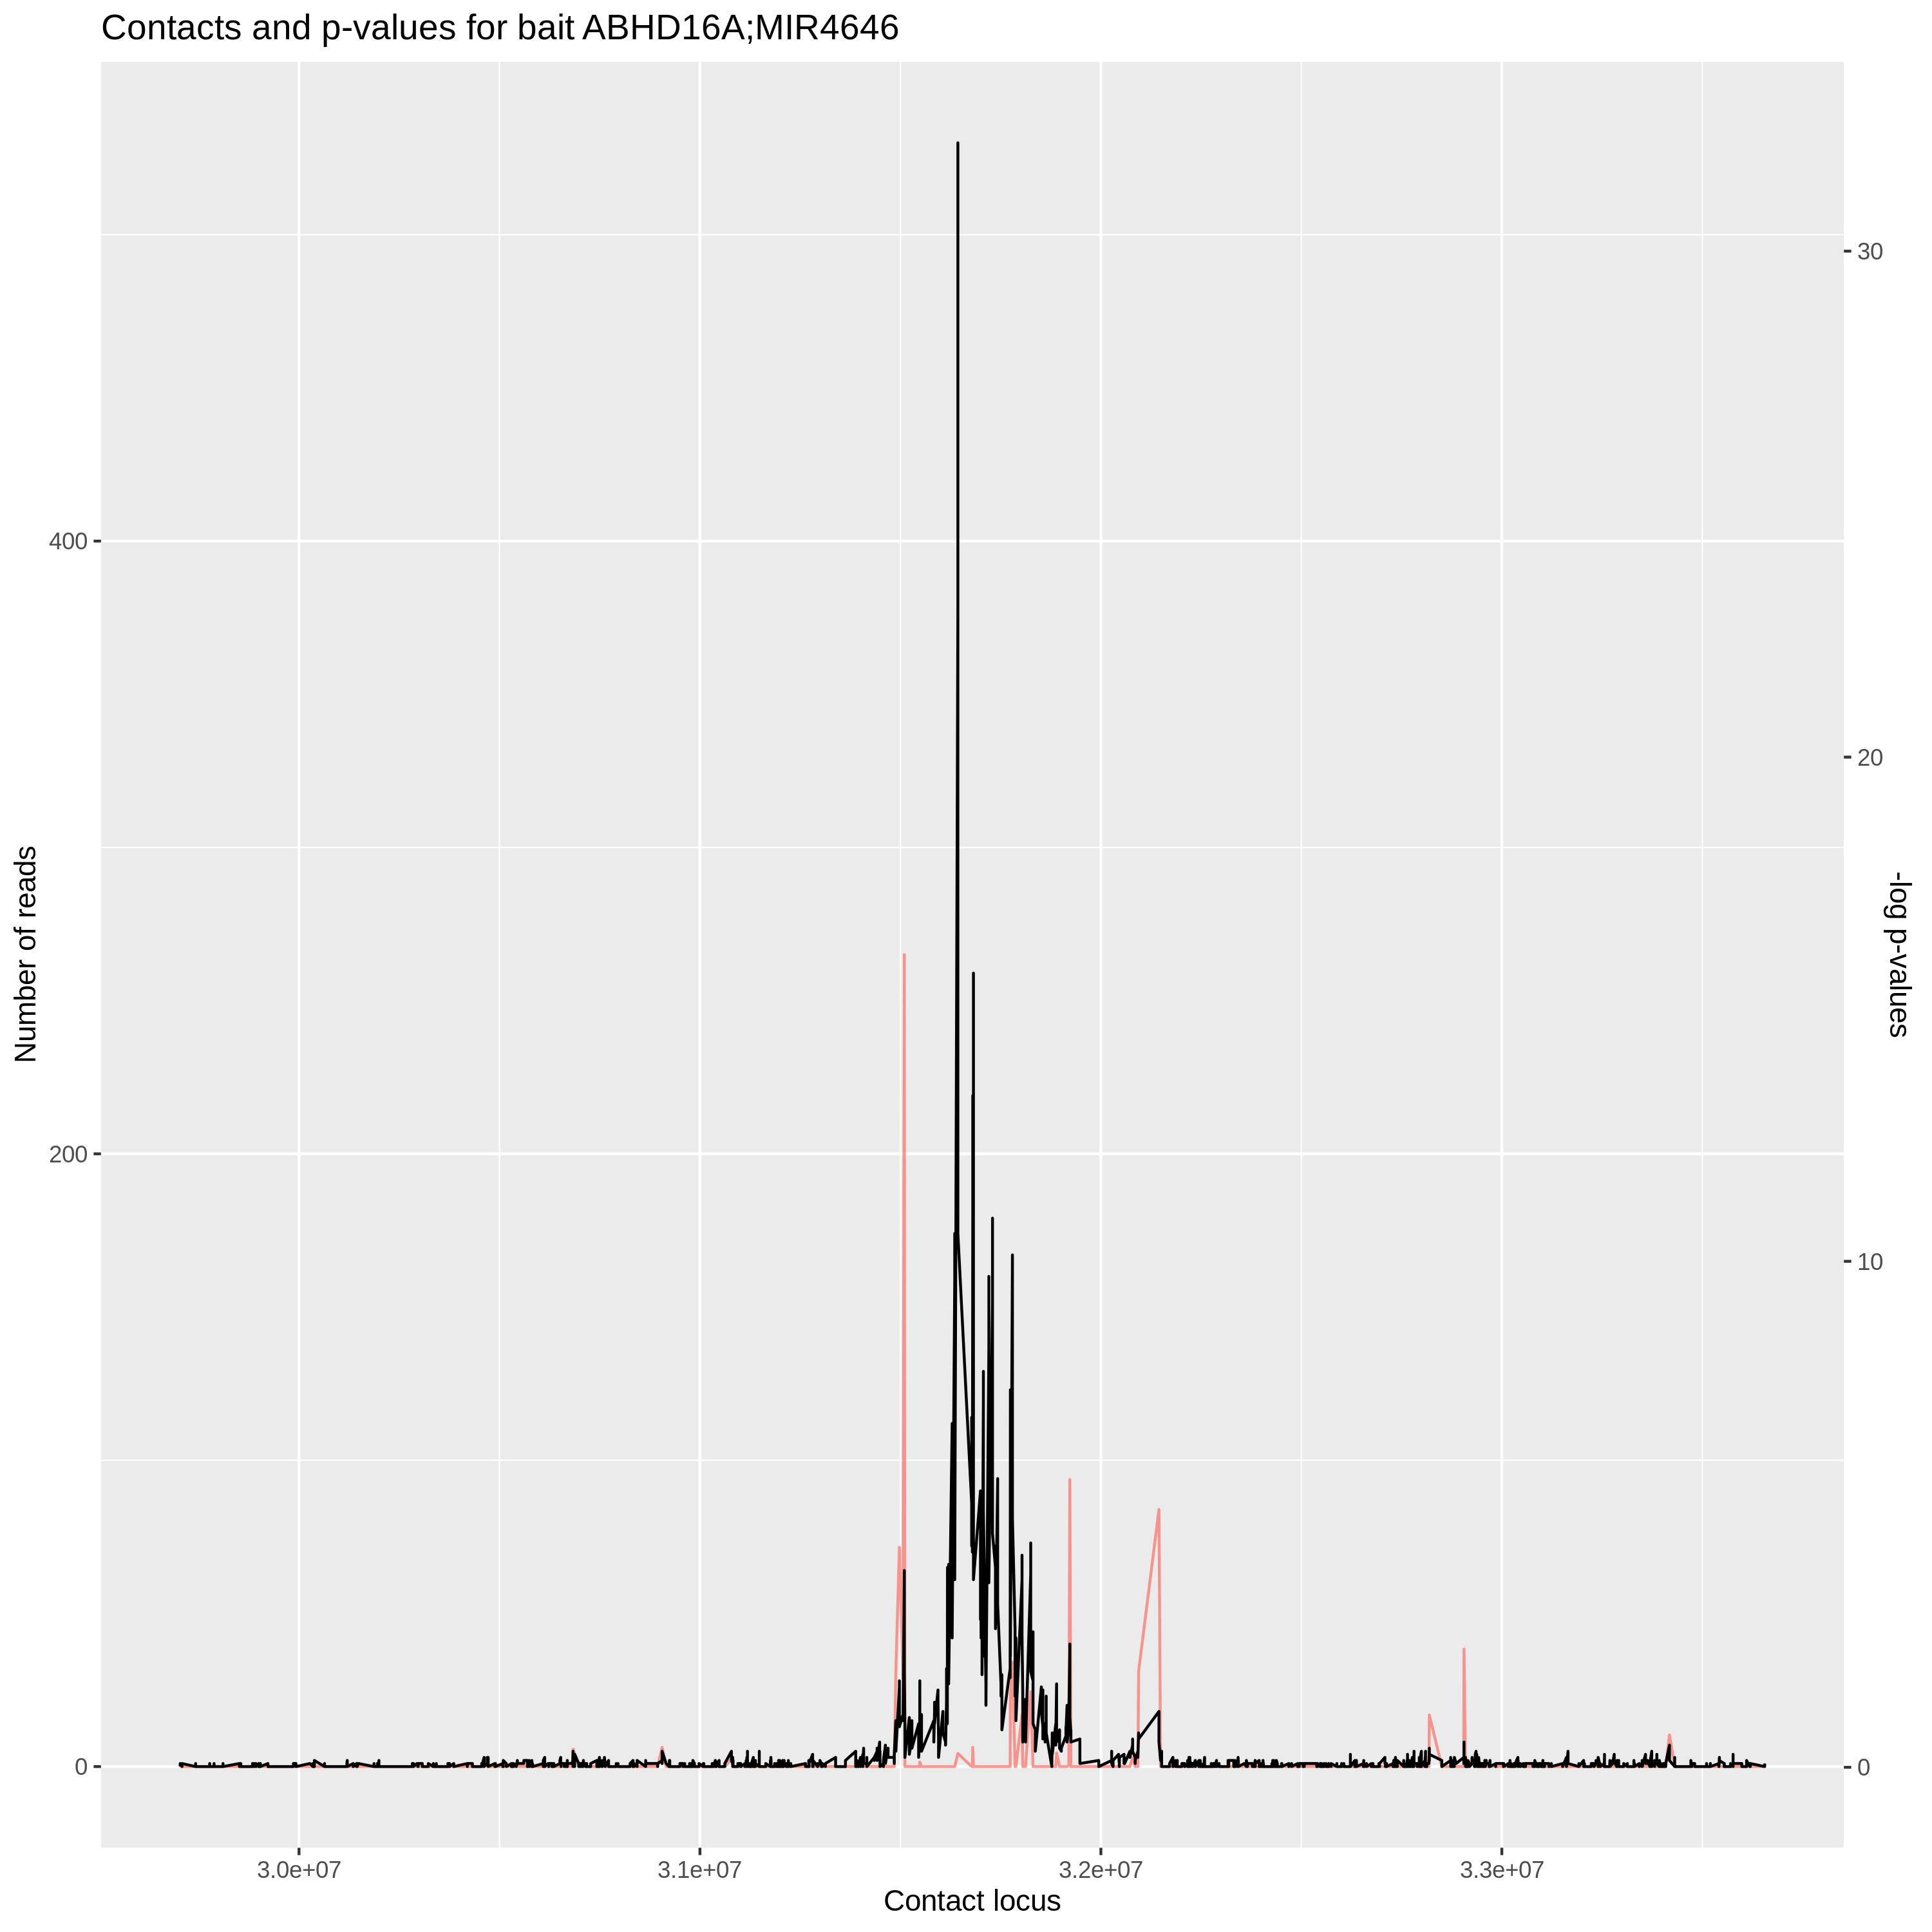 Contacts and p-values for bait ABHD16A;MIR4646
Number of reads
400
200
0
30
20
10
0
-log p-values
3.0e+07
3.1e+07
3.2e+07
3.3e+07
Contact locus